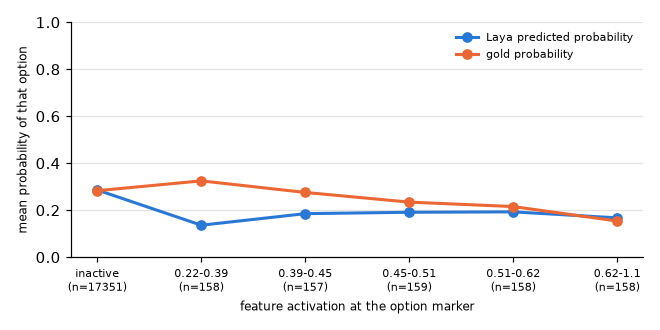 Laya predicted probability
gold probability
mean probability of that option
1.0
0.8
0.6
0.4
0.2
0.0
inactive
(n=17351)
0.22-0.39
(n=158)
0.39-0.45
(n=157)
0.45-0.51
(n=159)
0.51-0.62
(n=158)
0.62-1.1
(n=158)
feature activation at the option marker